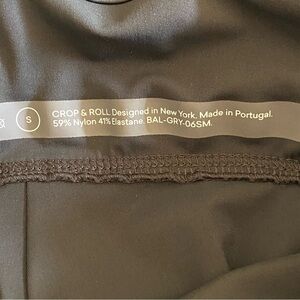 S CROP & ROLL Designed in New York. Made in Portugal.
59% Nylon 41% Elastane. BAL-GRY-06SM.